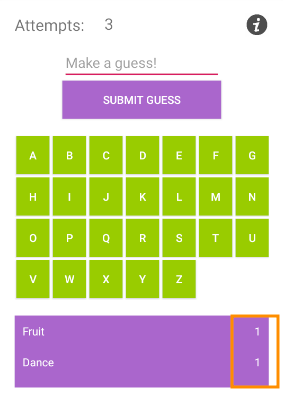 Attempts: 3 i
Make a guess!
SUBMIT GUESS
A B C D E F G
H I J K L M N
O P Q R S T U
V W X Y Z
Fruit 1
Dance 1